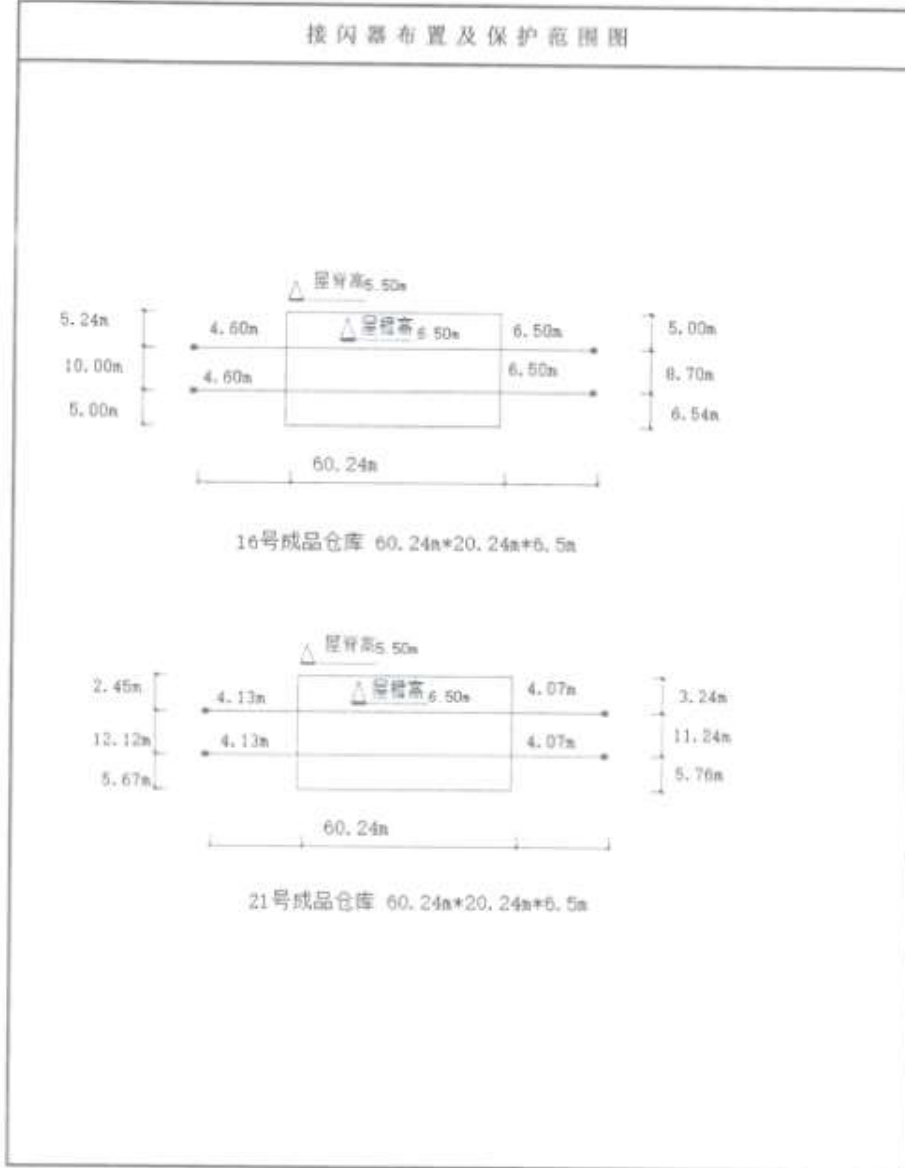 接闪器布置及保护范围图
屋脊高5.50m
5.24m 4.60m 屋檐高6.50m 6.50m 5.00m
10.00m 4.60m 6.50m 8.70m
5.00m 6.54m
60.24m
16号成品仓库 60.24m*20.24m*6.5m
屋脊高5.50m
2.45m 4.13m 屋檐高6.50m 4.07m 3.24m
12.12m 4.13m 4.07m 11.24m
5.67m 5.76m
60.24m
21号成品仓库 60.24m*20.24m*6.5m